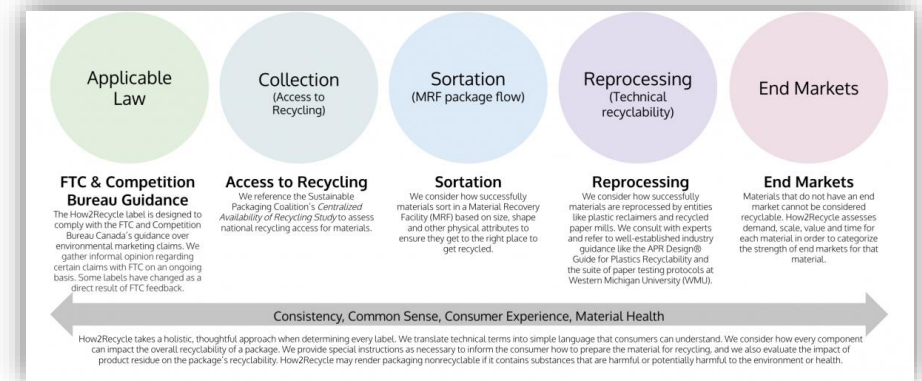 Applicable
Law
Collection
(Access to
Recycling)
Sortation
(MRF package flow)
Reprocessing
(Technical
recyclability)
End Markets
FTC & Competition
Bureau Guidance
The How2Recycle label is designed to
comply with the FTC and Competition
Bureau Canada's guidance over
environmental marketing claims. We
gather informal opinion regarding
certain claims with FTC on an ongoing
basis. Some labels have changed as a
direct result of FTC feedback.
Access to Recycling
We reference the Sustainable
Packaging Coalition's Centralized
Availability of Recycling Study to assess
national recycling access for materials.
Sortation
We consider how successfully
materials sort in a Material Recovery
Facility (MRF) based on size, shape
and other physical attributes to
ensure they get to the right place to
get recycled.
Reprocessing
We consider how successfully
materials are reprocessed by entities
like plastic reclaimers and recycled
paper mills. We consult with experts
and refer to well-established industry
guidance like the APR Design®
Guide for Plastics Recyclability and
the suite of paper testing protocols at
Western Michigan University (WMU).
End Markets
Materials that do not have an end
market cannot be considered
recyclable. How2Recycle assesses
demand, scale, value and time for
each material in order to categorize
the strength of end markets for that
material.
Consistency, Common Sense, Consumer Experience, Material Health
How2Recycle takes a holistic, thoughtful approach when determining every label. We translate technical terms into simple language that consumers can understand. We consider how every component
can impact the overall recyclability of a package. We provide special instructions as necessary to inform the consumer how to prepare the material for recycling, and we also evaluate the impact of
product residue on the package's recyclability. How2Recycle may render packaging nonrecyclable if it contains substances that are harmful or potentially harmful to the environment or health.